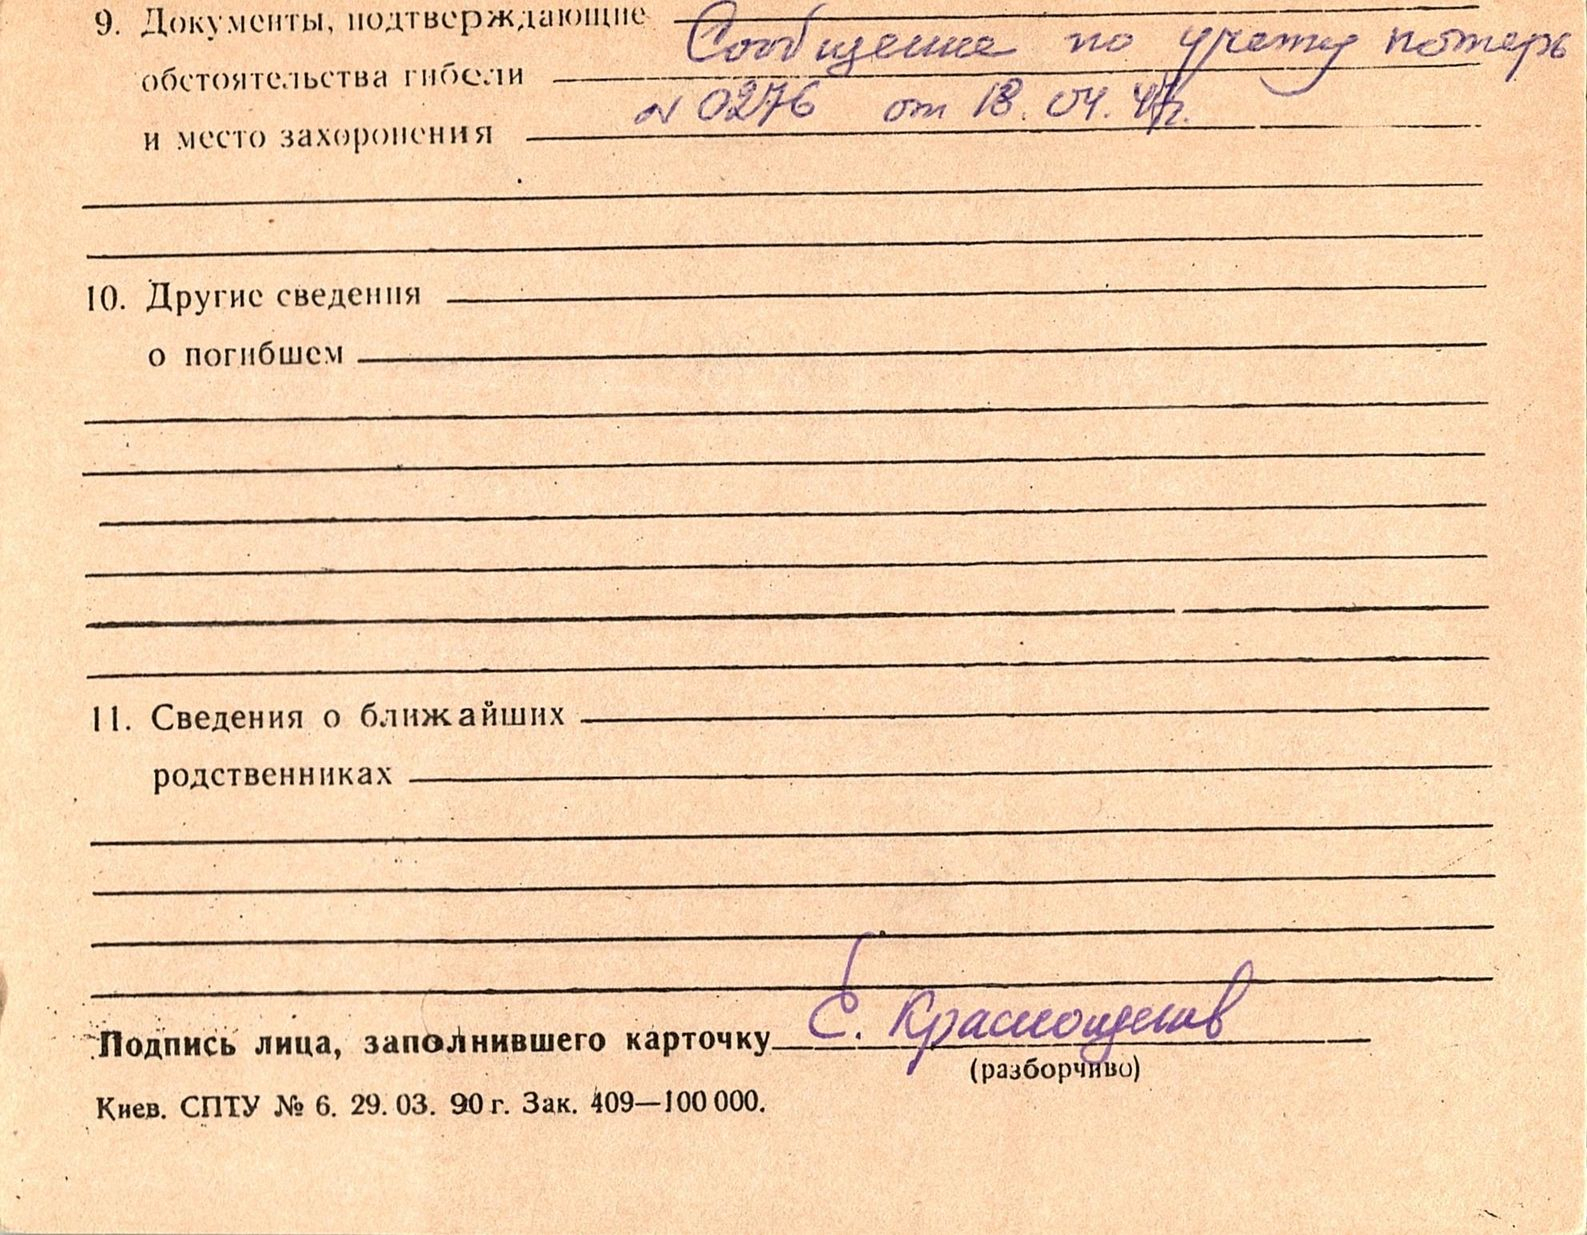 9. Документы, подтверждающие
Сообщение по учету потерь
обстоятельства гибели
№ 0276 от 18.04.47г.
и место захоронения
10. Другие сведения
о погибшем
11. Сведения о ближайших
родственниках
Подпись лица, заполнившего карточку С. Краснощеков
(разборчиво)
Киев. СПТУ № 6. 29.03. 90 г. Зак. 409—100 000.